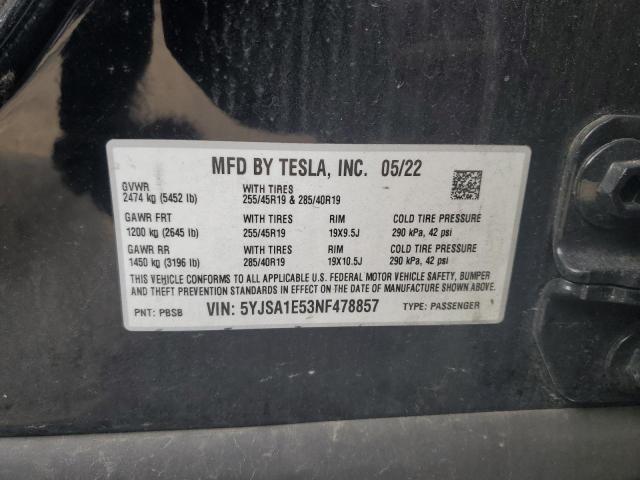 MFD BY TESLA, INC. 05/22
GVWR WITH TIRES
2474 kg (5452 lb) 255/45R19 & 285/40R19
GAWR FRT WITH TIRES RIM COLD TIRE PRESSURE
1200 kg (2645 lb) 255/45R19 19X9.5J 290 kPa, 42 psi
GAWR RR WITH TIRES RIM COLD TIRE PRESSURE
1450 kg (3196 lb) 285/40R19 19X10.5J 290 kPa, 42 psi
THIS VEHICLE CONFORMS TO ALL APPLICABLE U.S. FEDERAL MOTOR VEHICLE SAFETY, BUMPER
AND THEFT PREVENTION STANDARDS IN EFFECT ON THE DATE OF MANUFACTURE SHOWN ABOVE.
PNT: PBSB VIN: 5YJSA1E53NF478857 TYPE: PASSENGER